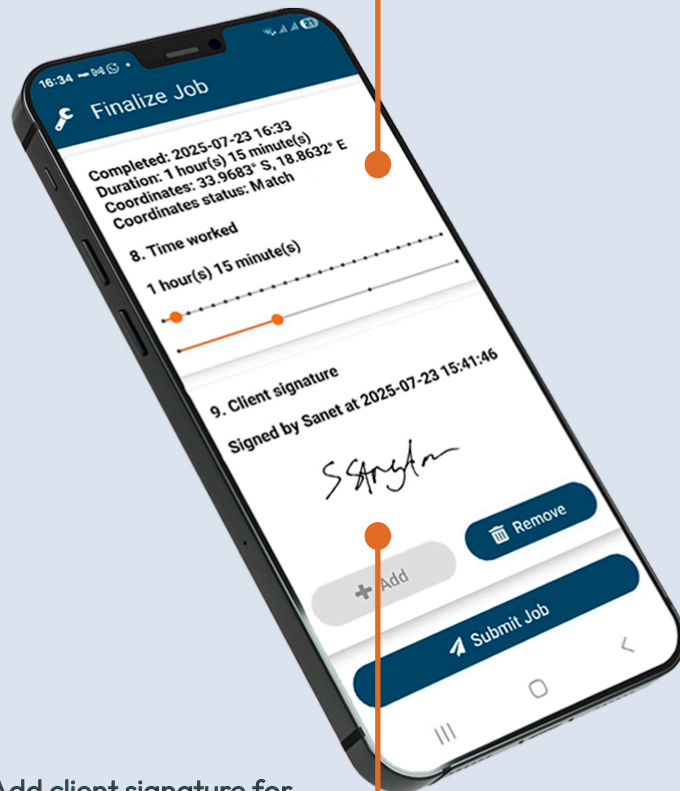 16:34
21
Finalize Job
Completed: 2025-07-23 16:33
Duration: 1 hour(s) 15 minute(s)
Coordinates: 33.9683° S, 18.8632° E
Coordinates status: Match
8. Time worked
1 hour(s) 15 minute(s)
9. Client signature
Signed by Sanet at 2025-07-23 15:41:46
Remove
Add
Submit Job
Add client signature for